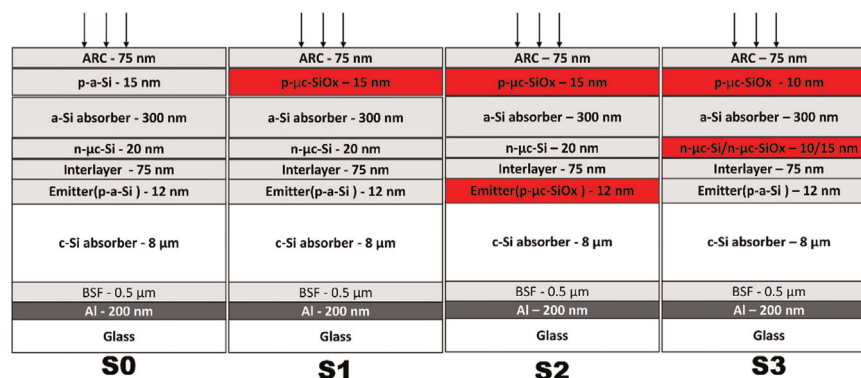 ARC - 75 nm
p-a-Si - 15 nm
a-Si absorber - 300 nm
n-µc-Si - 20 nm
Interlayer - 75 nm
Emitter(p-a-Si ) - 12 nm
c-Si absorber - 8 µm
BSF - 0.5 µm
Al - 200 nm
Glass
S0
ARC - 75 nm
p-µc-SiOx – 15 nm
a-Si absorber - 300 nm
n-µc-Si - 20 nm
Interlayer - 75 nm
Emitter(p-a-Si ) - 12 nm
c-Si absorber - 8 µm
BSF - 0.5 µm
Al - 200 nm
Glass
S1
ARC – 75 nm
p-µc-SiOx – 15 nm
a-Si absorber – 300 nm
n-µc-Si – 20 nm
Interlayer - 75 nm
Emitter(p-µc-SiOx ) - 12 nm
c-Si absorber - 8 µm
BSF - 0.5 µm
Al – 200 nm
Glass
S2
ARC – 75 nm
p-µc-SiOx - 10 nm
a-Si absorber – 300 nm
n-µc-Si/n-µc-SiOx – 10/15 nm
Interlayer – 75 nm
Emitter(p-a-Si ) – 12 nm
c-Si absorber – 8 µm
BSF - 0.5 µm
Al – 200 nm
Glass
S3